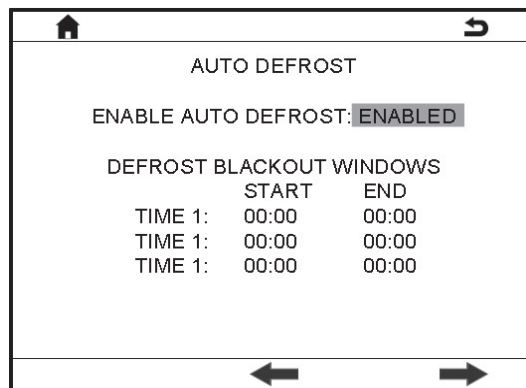 AUTO DEFROST
ENABLE AUTO DEFROST: ENABLED
DEFROST BLACKOUT WINDOWS
START END
TIME 1: 00:00 00:00
TIME 1: 00:00 00:00
TIME 1: 00:00 00:00